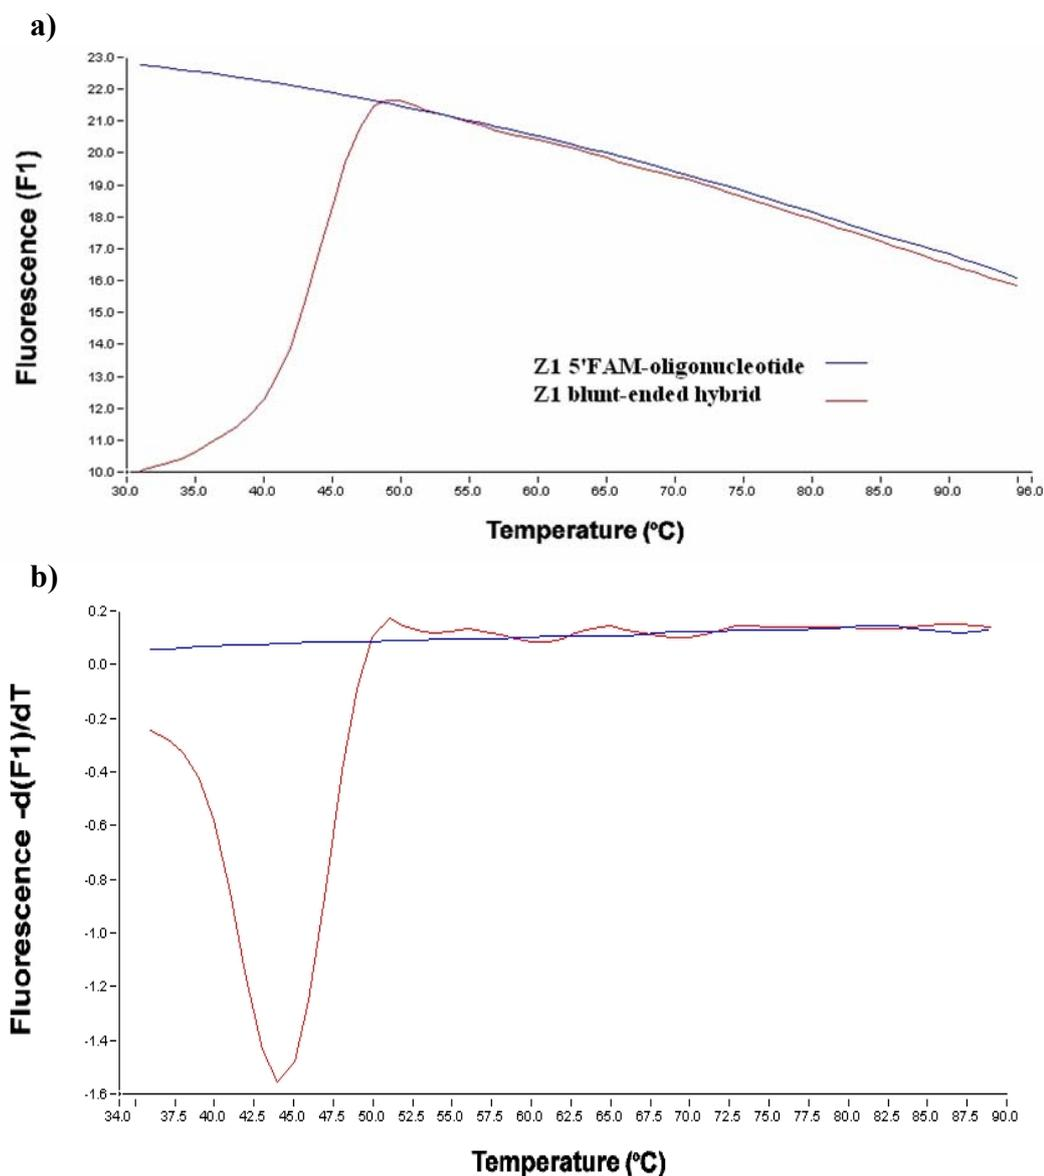 a)
23.0
22.0
21.0
20.0
19.0
18.0
17.0
16.0
15.0
14.0
13.0
12.0
11.0
10.0
Fluorescence (F1)
Z1 5'FAM-oligonucleotide
Z1 blunt-ended hybrid
30.0 35.0 40.0 45.0 50.0 55.0 60.0 65.0 70.0 75.0 80.0 85.0 90.0 96.0
Temperature (°C)
b)
0.2
0.0
-0.2
-0.4
-0.6
-0.8
-1.0
-1.2
-1.4
-1.6
Fluorescence -d(F1)/dT
34.0 37.5 40.0 42.5 45.0 47.5 50.0 52.5 55.0 57.5 60.0 62.5 65.0 67.5 70.0 72.5 75.0 77.5 80.0 82.5 85.0 87.5 90.0
Temperature (°C)